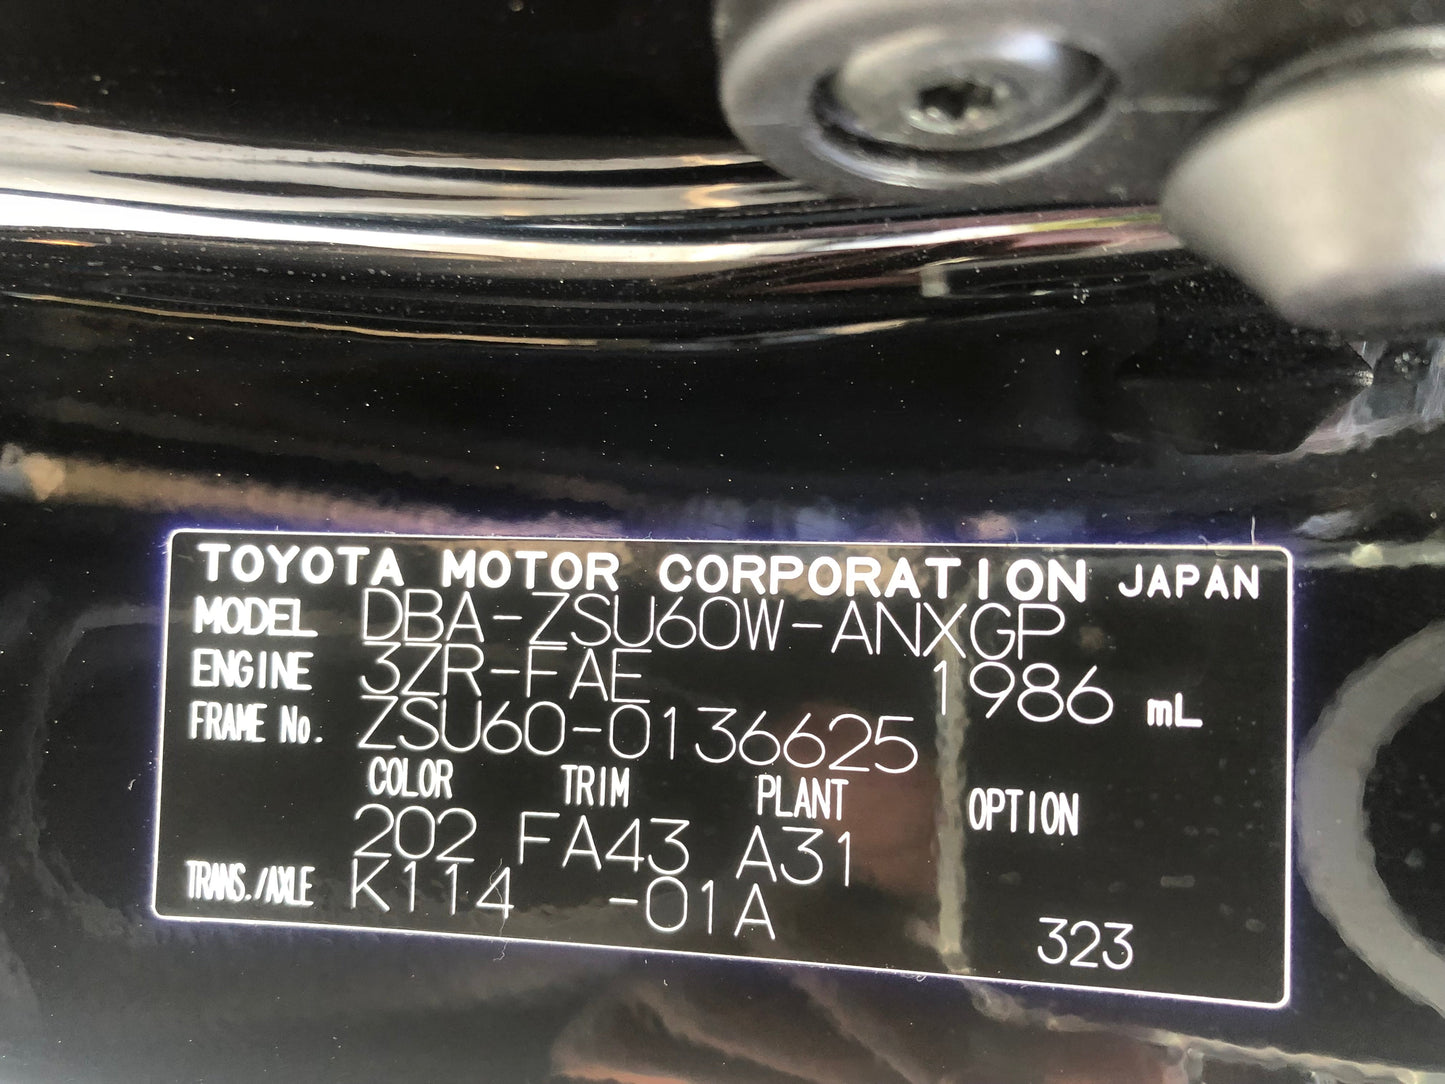 TOYOTA MOTOR CORPORATION JAPAN
MODEL DBA-ZSU60W-ANXGP
ENGINE 3ZR-FAE 1986 mL
FRAME No. ZSU60-0136625
COLOR TRIM PLANT OPTION
202 FA43 A31
TRANS./AXLE K114 -01A
323